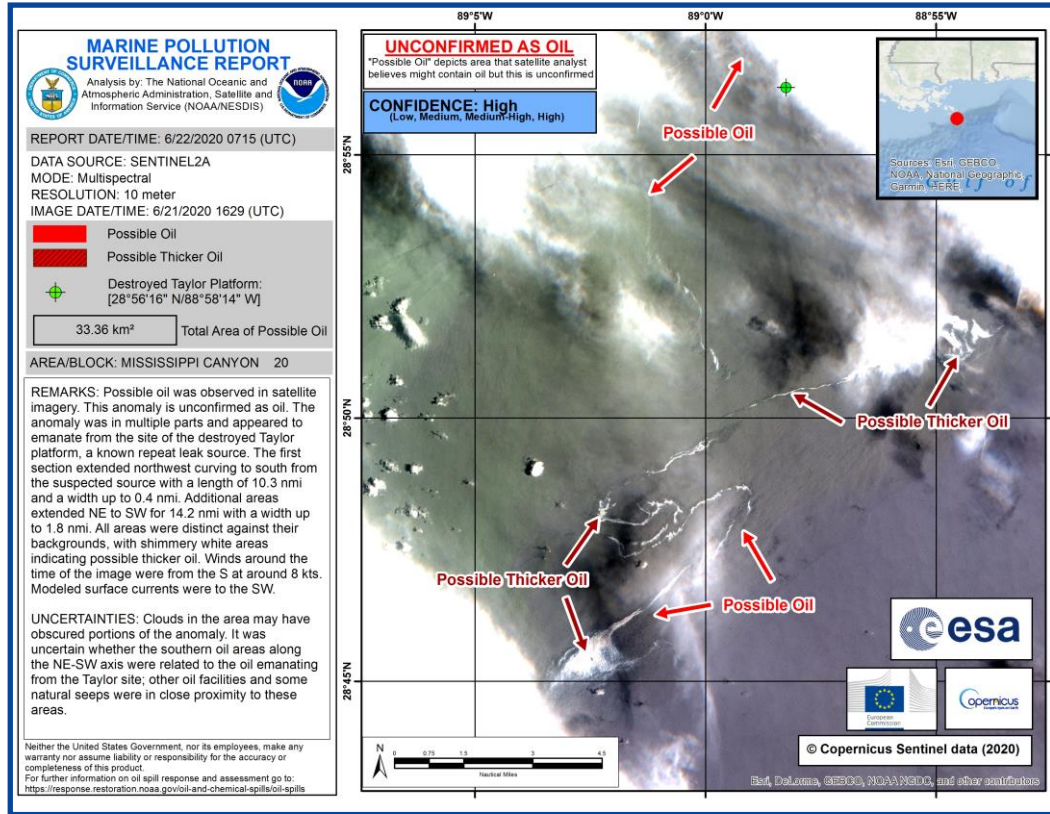 MARINE POLLUTION
SURVEILLANCE REPORT
Analysis by: The National Oceanic and
Atmospheric Administration, Satellite and
Information Service (NOAA/NESDIS)
NOAA
REPORT DATE/TIME: 6/22/2020 0715 (UTC)
DATA SOURCE: SENTINEL2A
MODE: Multispectral
RESOLUTION: 10 meter
IMAGE DATE/TIME: 6/21/2020 1629 (UTC)
Possible Oil
Possible Thicker Oil
Destroyed Taylor Platform:
[28°56'16" N/88°58'14" W]
33.36 km² Total Area of Possible Oil
AREA/BLOCK: MISSISSIPPI CANYON 20
REMARKS: Possible oil was observed in satellite
imagery. This anomaly is unconfirmed as oil. The
anomaly was in multiple parts and appeared to
emanate from the site of the destroyed Taylor
platform, a known repeat leak source. The first
section extended northwest curving to south from
the suspected source with a length of 10.3 nmi
and a width up to 0.4 nmi. Additional areas
extended NE to SW for 14.2 nmi with a width up
to 1.8 nmi. All areas were distinct against their
backgrounds, with shimmery white areas
indicating possible thicker oil. Winds around the
time of the image were from the S at around 8 kts.
Modeled surface currents were to the SW.
UNCERTAINTIES: Clouds in the area may have
obscured portions of the anomaly. It was
uncertain whether the southern oil areas along
the NE-SW axis were related to the oil emanating
from the Taylor site; other oil facilities and some
natural seeps were in close proximity to these
areas.
Neither the United States Government, nor its employees, make any
warranty nor assume liability or responsibility for the accuracy or
completeness of this product.
For further information on oil spill response and assessment go to:
https://response.restoration.noaa.gov/oil-and-chemical-spills/oil-spills
89°5'W
89°0'W
88°55'W
28°55'N
28°50'N
28°45'N
UNCONFIRMED AS OIL
"Possible Oil" depicts area that satellite analyst
believes might contain oil but this is unconfirmed
CONFIDENCE: High
(Low, Medium, Medium-High, High)
Sources: Esri, GEBCO,
NOAA, National Geographic,
Garmin, HERE,
Gulf of
Possible Oil
Possible Thicker Oil
Possible Thicker Oil
Possible Oil
N
0 0.75 1.5 3 4.5
Nautical Miles
esa
European
Commission
Copernicus
© Copernicus Sentinel data (2020)
Esri, DeLorme, GEBCO, NOAA NGDC, and other contributors